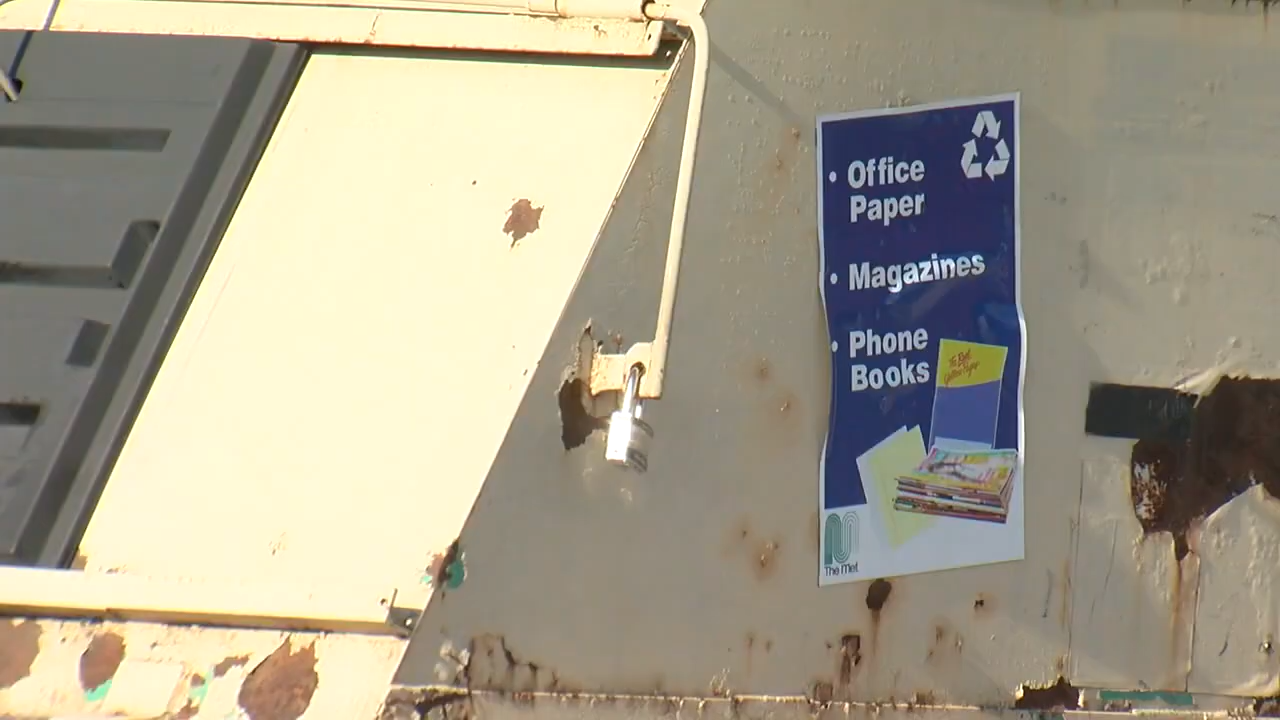 • Office
Paper
• Magazines
• Phone
Books
The Met